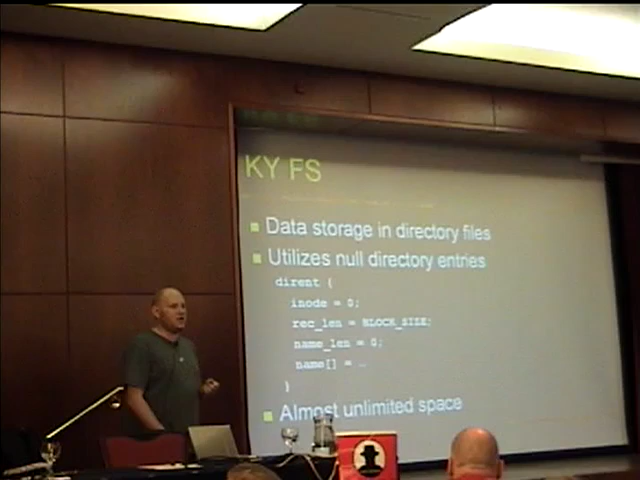 KY FS
Data storage in directory files
Utilizes null directory entries
dirent (
inode = 0;
rec_len = BLOCK_SIZE;
name_len = 0;
name[] = …
}
Almost unlimited space